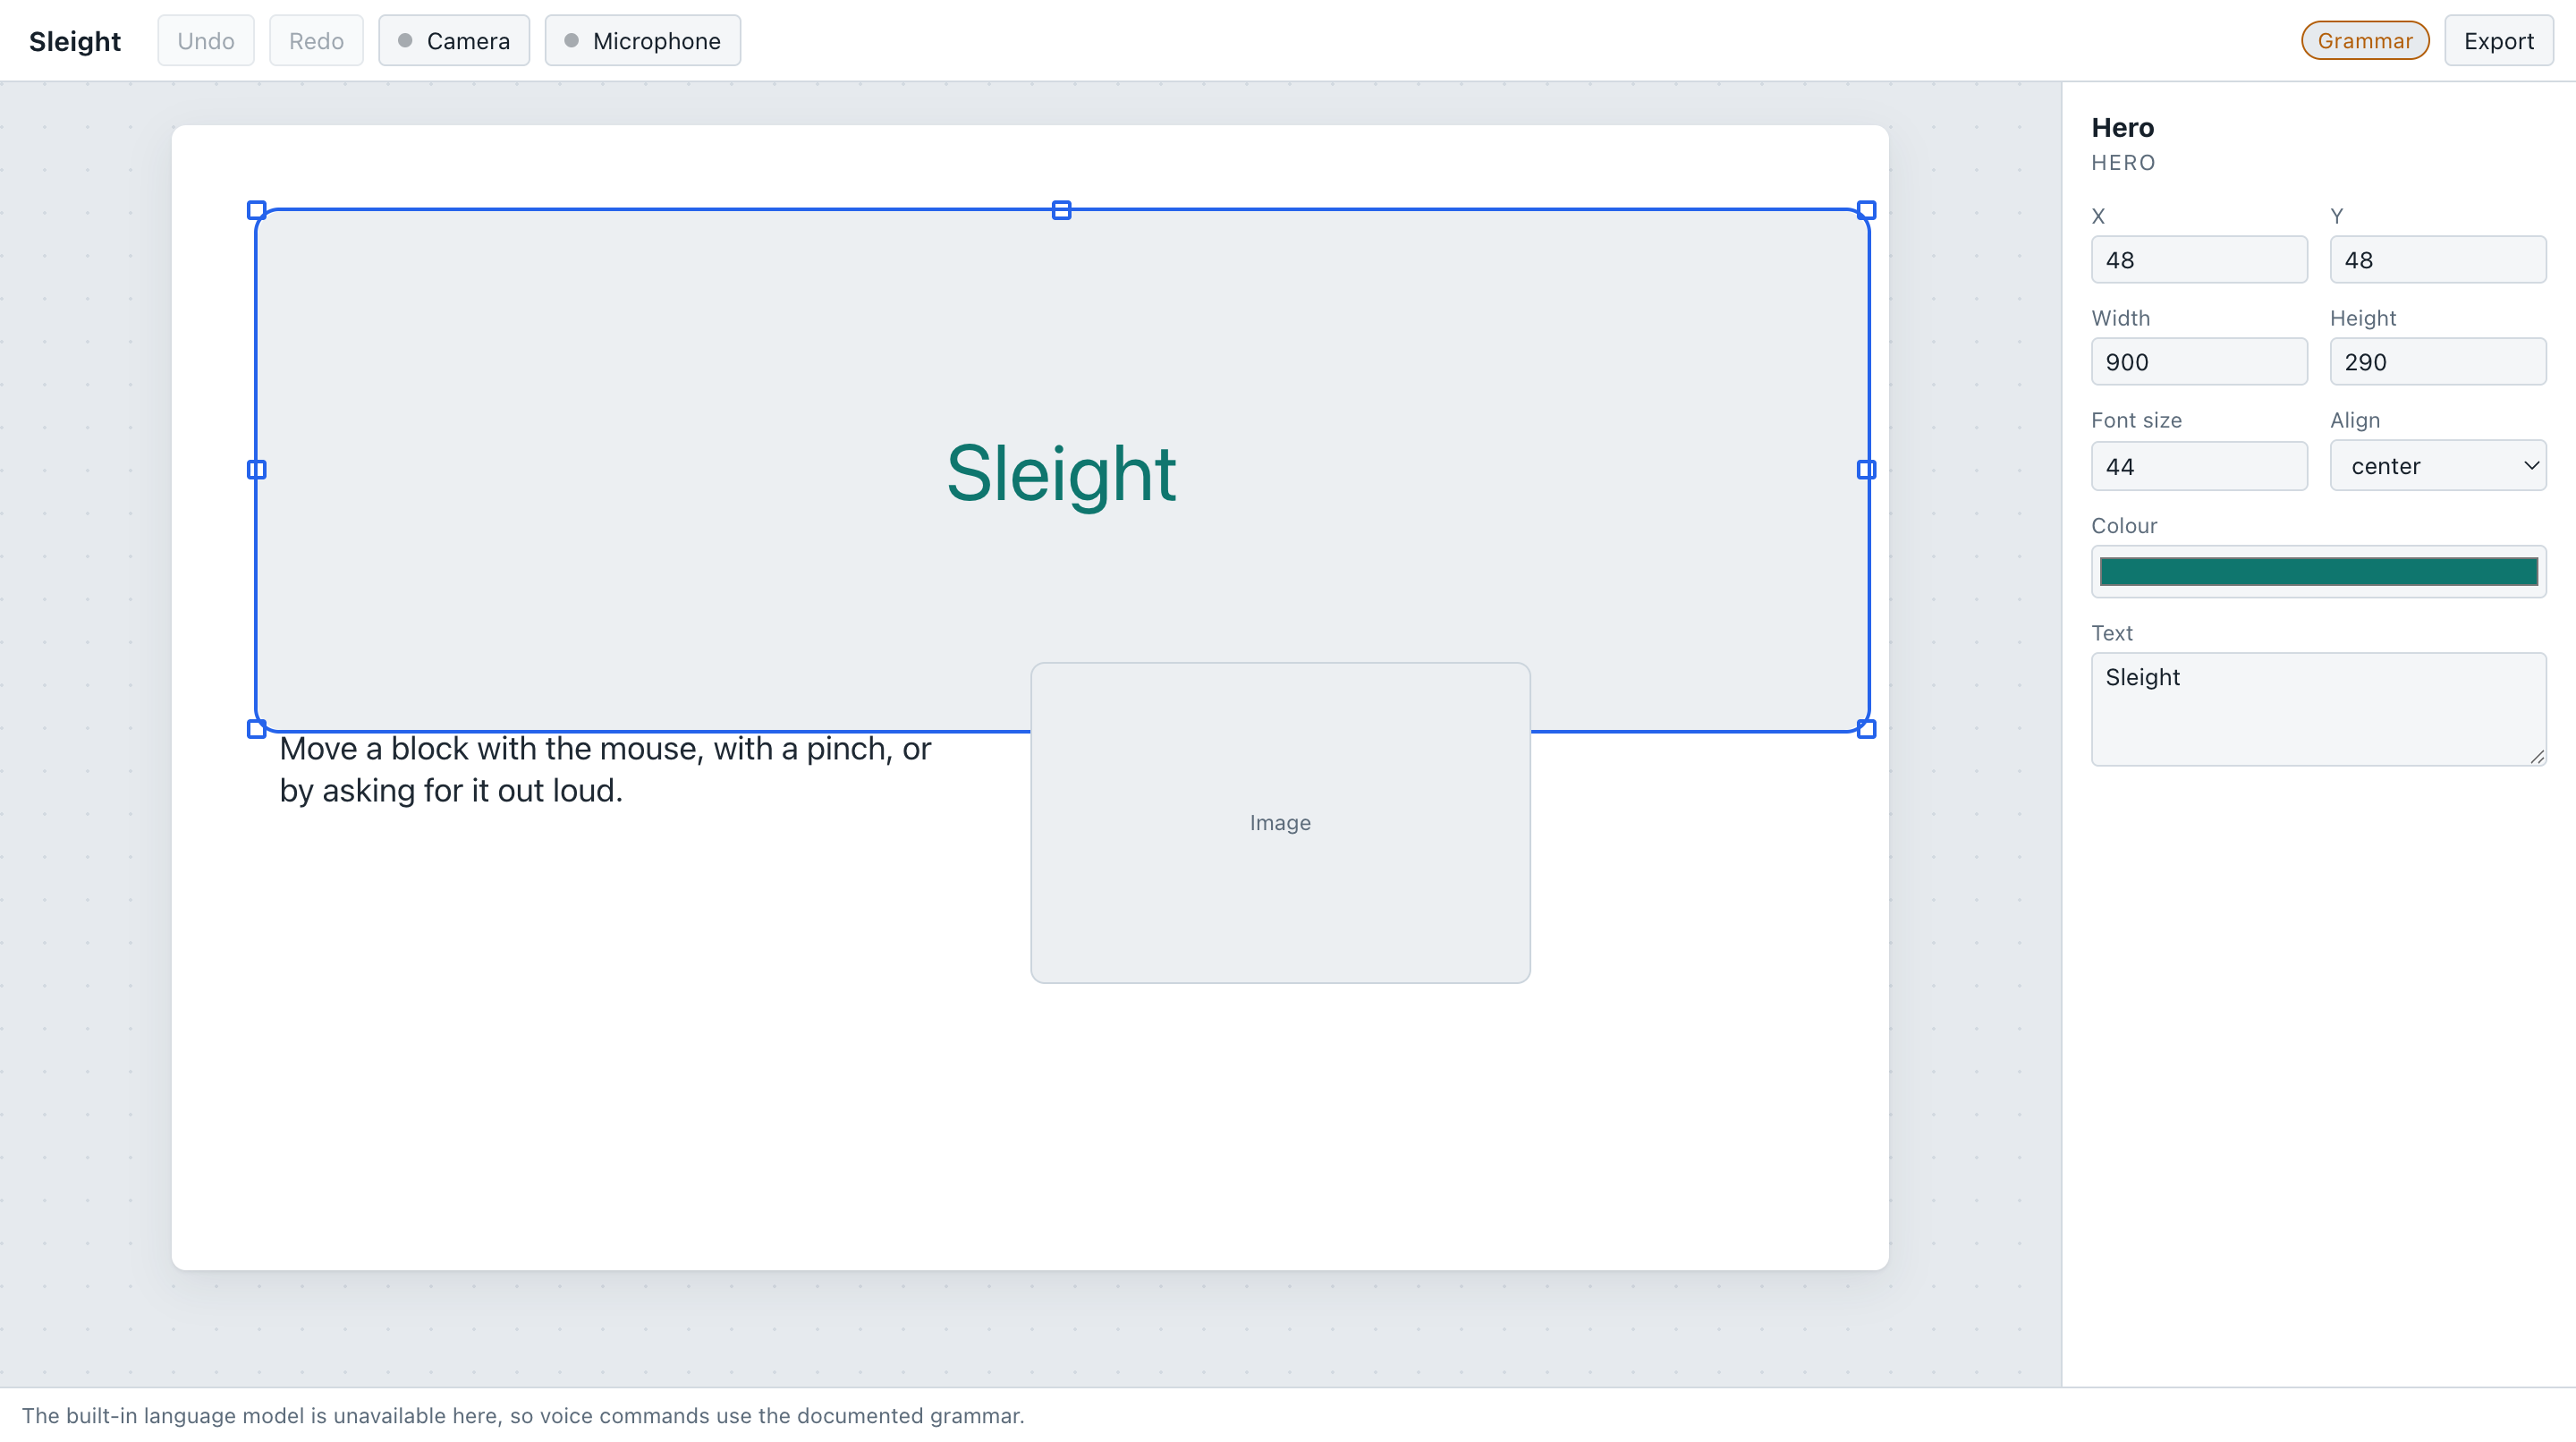 Sleight Undo Redo Camera Microphone Grammar Export
Sleight
Move a block with the mouse, with a pinch, or
by asking for it out loud.
Image
Hero
HERO
X Y
48 48
Width Height
900 290
Font size Align
44 center
Colour
Text
Sleight
The built-in language model is unavailable here, so voice commands use the documented grammar.